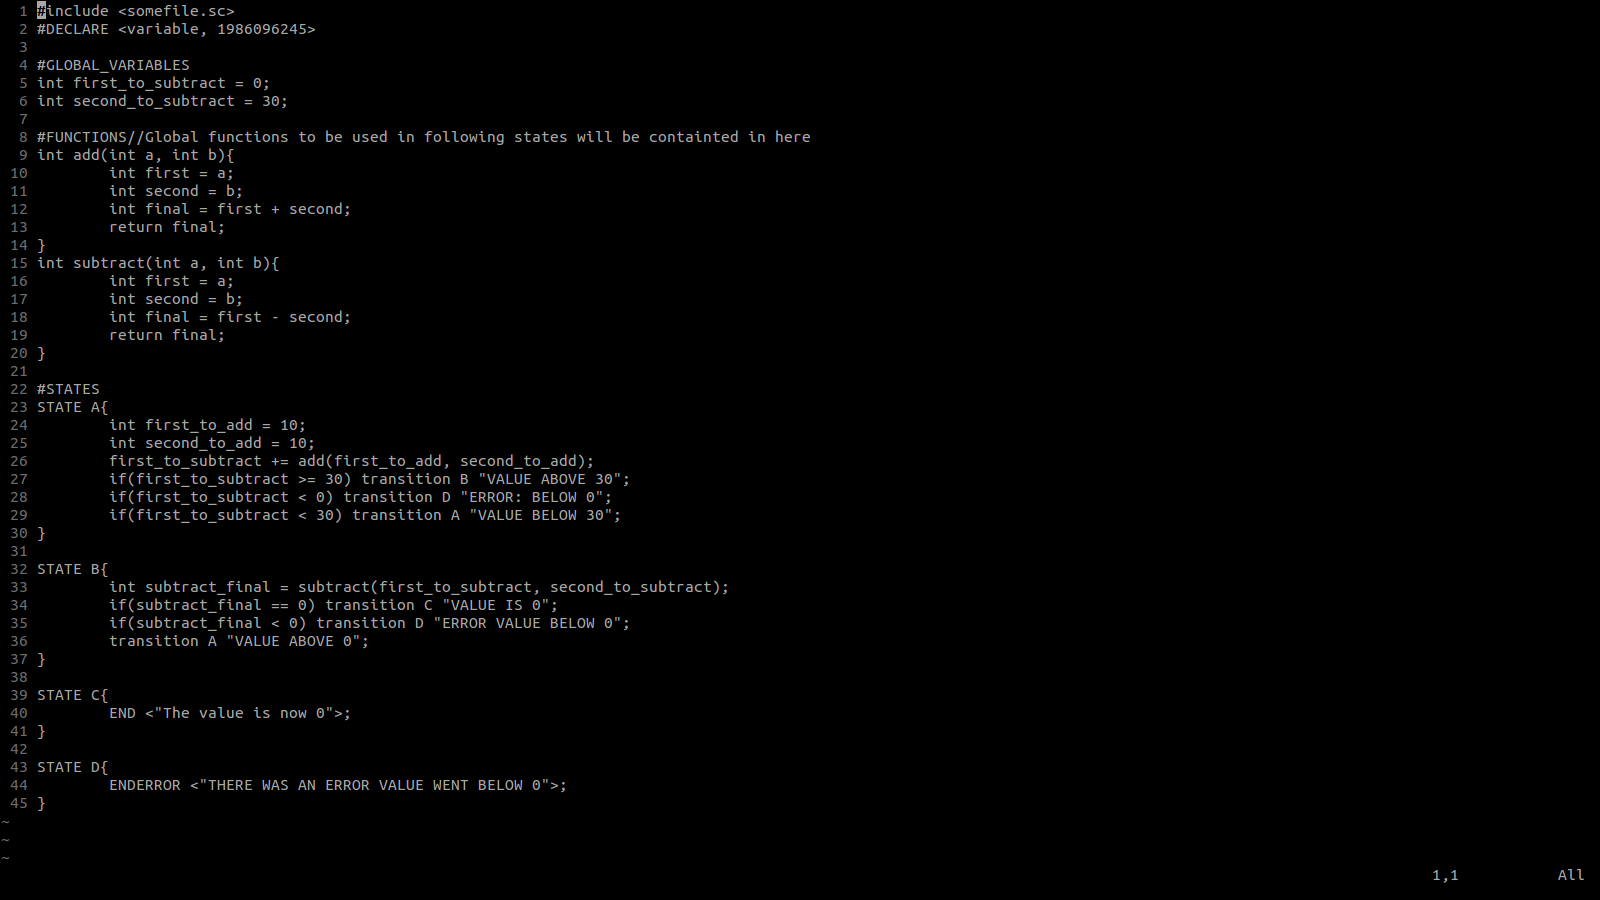 1 #include <somefile.sc>
2 #DECLARE <variable, 1986096245>
3
4 #GLOBAL_VARIABLES
5 int first_to_subtract = 0;
6 int second_to_subtract = 30;
7
8 #FUNCTIONS//Global functions to be used in following states will be containted in here
9 int add(int a, int b){
10         int first = a;
11         int second = b;
12         int final = first + second;
13         return final;
14 }
15 int subtract(int a, int b){
16         int first = a;
17         int second = b;
18         int final = first - second;
19         return final;
20 }
21
22 #STATES
23 STATE A{
24         int first_to_add = 10;
25         int second_to_add = 10;
26         first_to_subtract += add(first_to_add, second_to_add);
27         if(first_to_subtract >= 30) transition B "VALUE ABOVE 30";
28         if(first_to_subtract < 0) transition D "ERROR: BELOW 0";
29         if(first_to_subtract < 30) transition A "VALUE BELOW 30";
30 }
31
32 STATE B{
33         int subtract_final = subtract(first_to_subtract, second_to_subtract);
34         if(subtract_final == 0) transition C "VALUE IS 0";
35         if(subtract_final < 0) transition D "ERROR VALUE BELOW 0";
36         transition A "VALUE ABOVE 0";
37 }
38
39 STATE C{
40         END <"The value is now 0">;
41 }
42
43 STATE D{
44         ENDERROR <"THERE WAS AN ERROR VALUE WENT BELOW 0">;
45 }
~
~
~
1,1 All